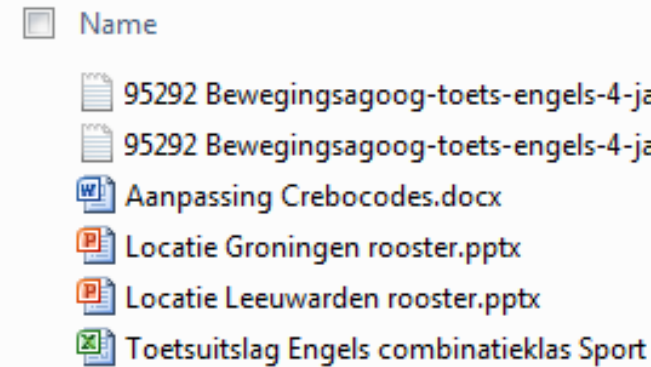 Name
95292 Bewegingsagoog-toets-engels-4-ja
95292 Bewegingsagoog-toets-engels-4-ja
Aanpassing Crebocodes.docx
Locatie Groningen rooster.pptx
Locatie Leeuwarden rooster.pptx
Toetsuitslag Engels combinatieklas Sport